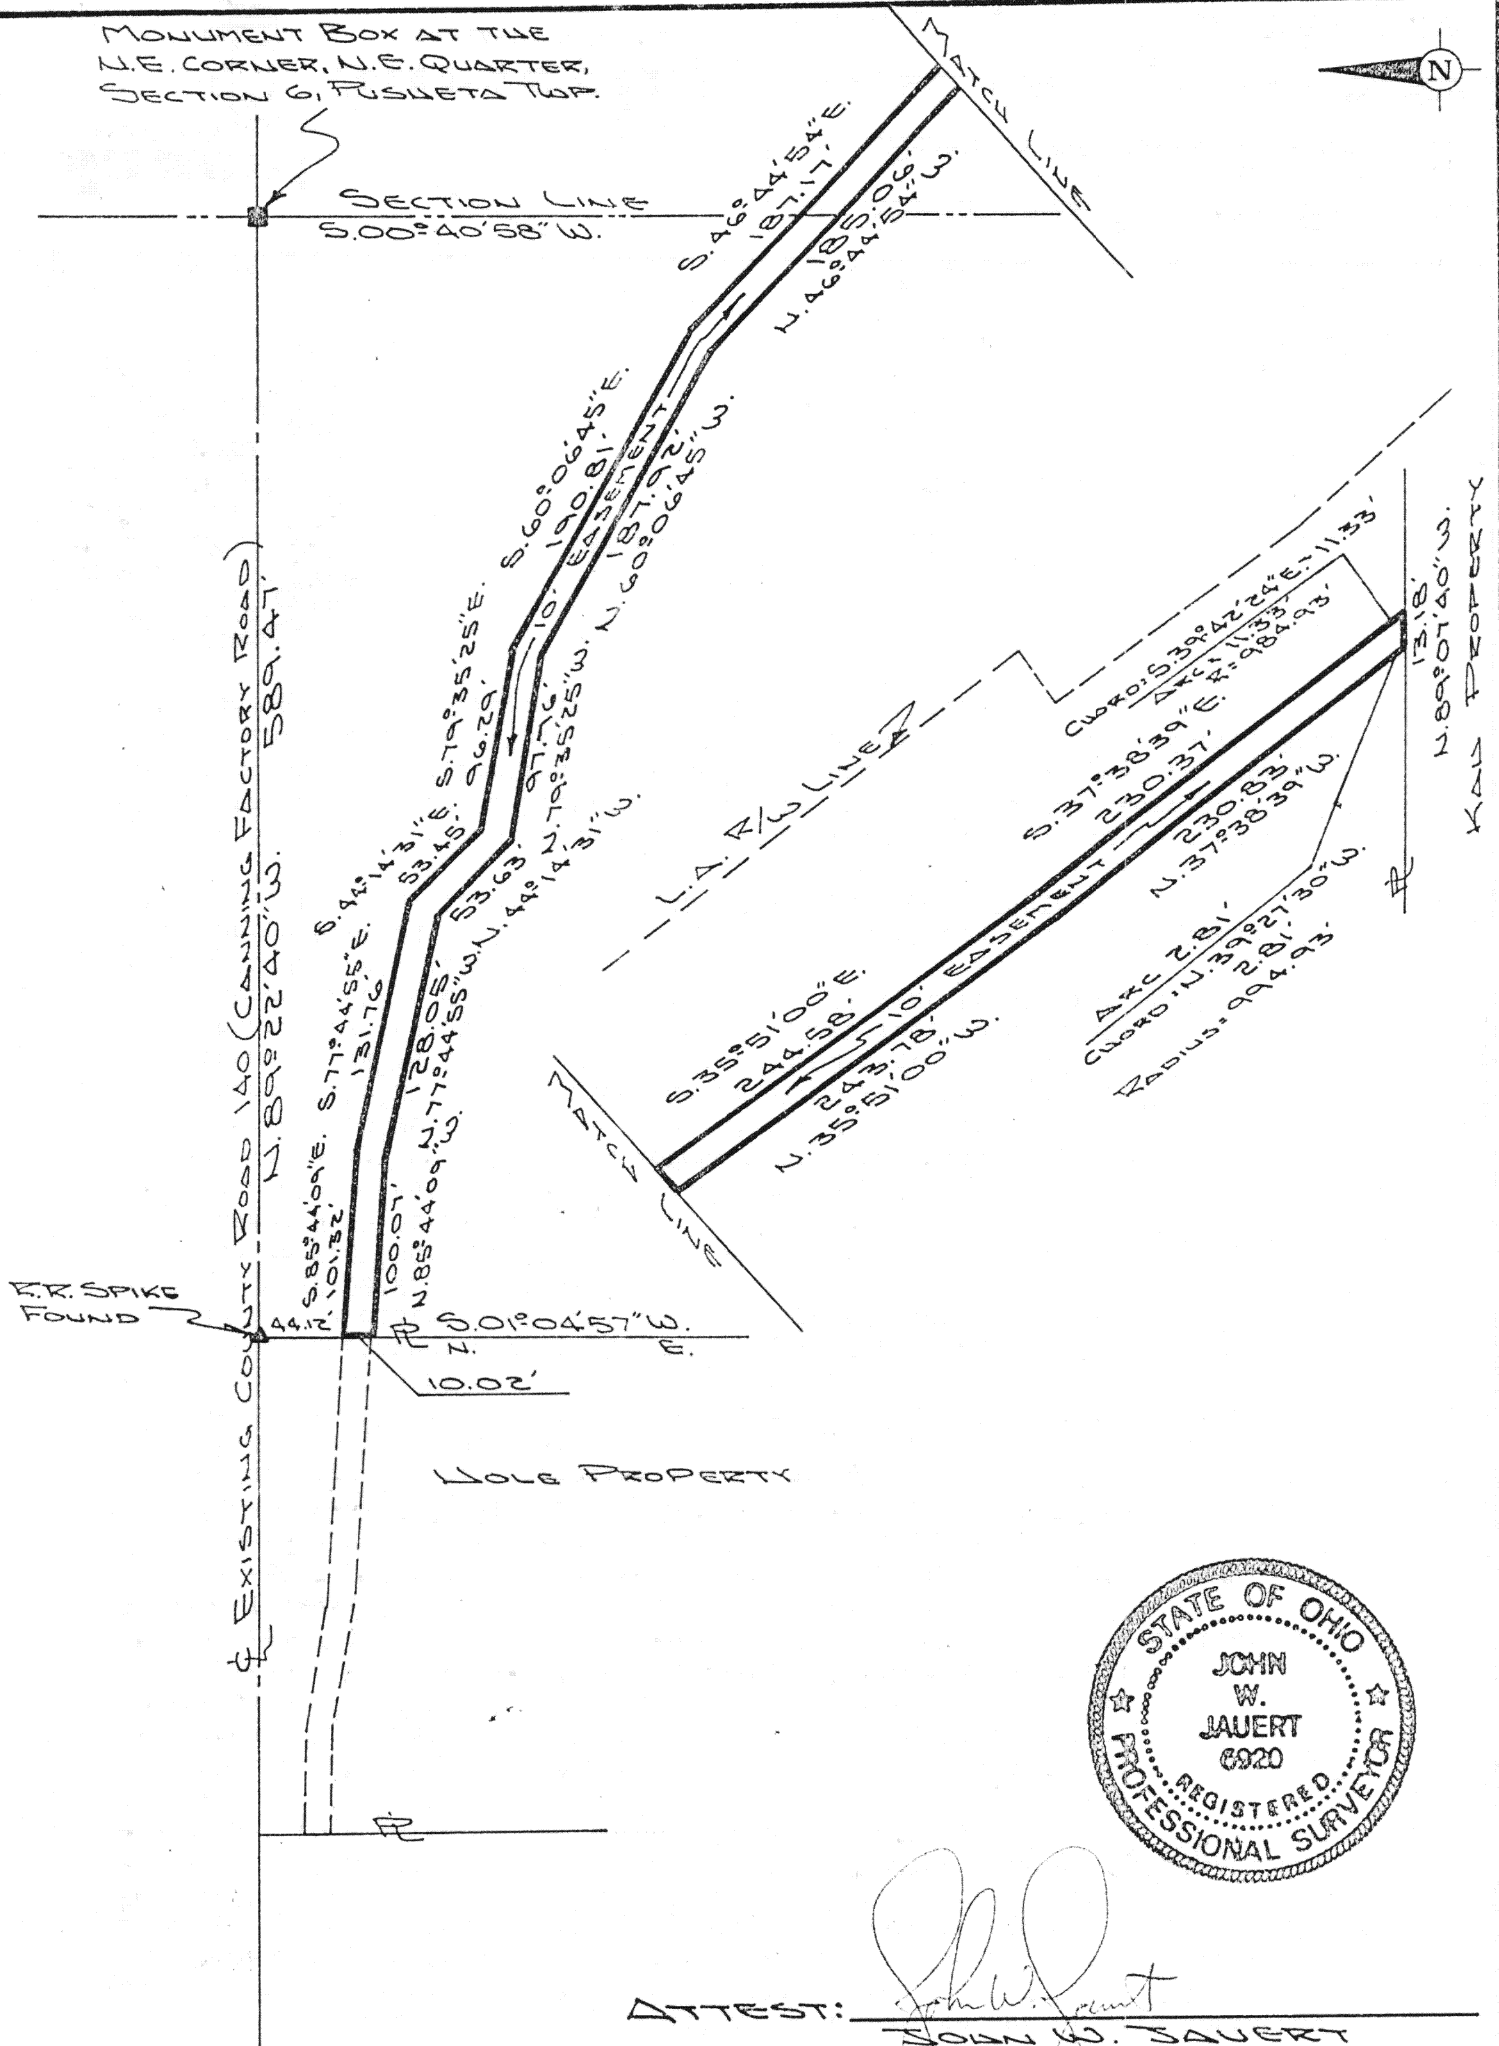 MONUMENT BOX AT THE
N.E. CORNER, N.E. QUARTER,
SECTION 6, PUSHETA TWP.
N
MATCH LINE
SECTION LINE
S.00°40'58"W.
S.46°44'54"E.
187.17'
185.06'
N.46°44'54"W.
S.60°06'45"E.
190.81'
10' EASEMENT
187.92'
N.60°06'45"W.
S.79°35'25"E.
96.29'
97.76'
N.79°35'25"W.
S.44°14'31"E.
53.45'
53.63'
N.44°14'31"W.
S.77°44'55"E.
131.76'
128.05'
N.77°44'55"W.
S.85°44'09"E.
101.32'
100.07'
N.85°44'09"W.
℄ EXISTING COUNTY ROAD 140 (CANNING FACTORY ROAD)
N.89°22'40"W. 589.47'
L.A. R/W LINE
CHORD: S.39°42'24"E.-11.33'
ARC= 11.33'
R=984.93'
S.37°38'39"E.
230.37'
230.83'
N.37°38'39"W.
13.18'
N.89°07'40"W.
KAH PROPERTY
PL
ARC 2.81'
CHORD: N.39°27'30"W.
2.81'
RADIUS=994.93'
S.35°51'00"E.
244.58'
10' EASEMENT
243.78'
N.35°51'00"W.
MATCH LINE
R.R. SPIKE
FOUND
44.12'
PL S.01°04'57"W.
N. E.
10.02'
HOLE PROPERTY
PL
STATE OF OHIO
JOHN
W.
JAUERT
6920
REGISTERED
PROFESSIONAL SURVEYOR
ATTEST: John W. Jauert
JOHN W. JAUERT